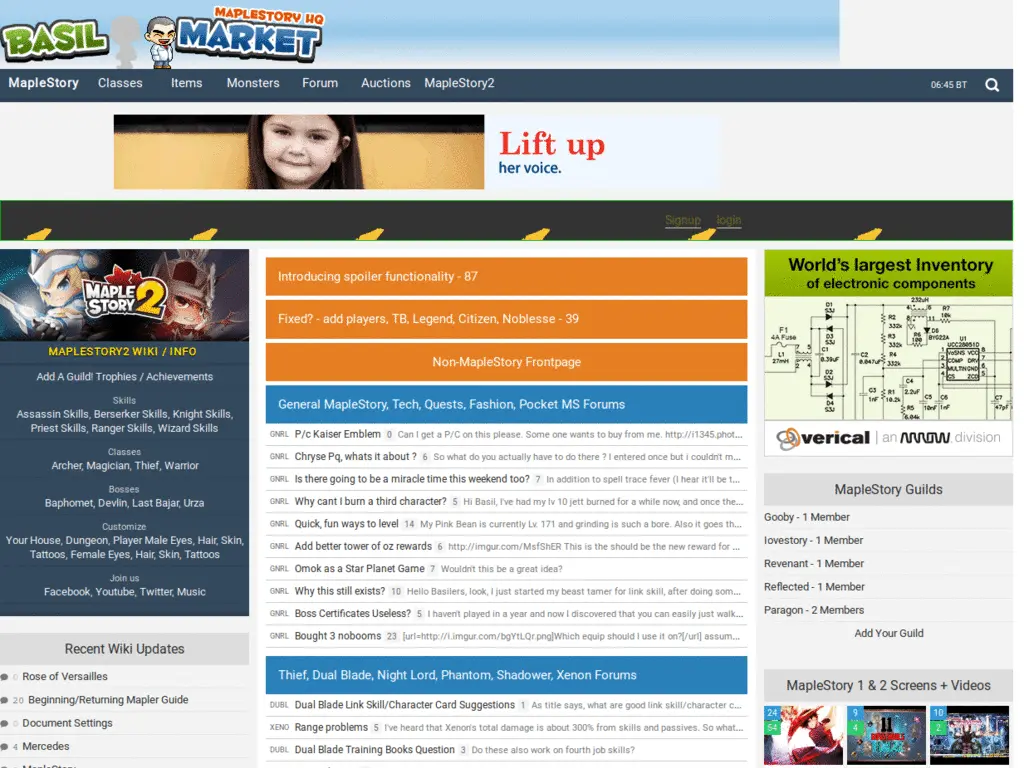 MAPLESTORY HQ
BASIL MARKET
MapleStory Classes Items Monsters Forum Auctions MapleStory2 06:45 BT
Lift up
her voice.
Signup login
MAPLE STORY 2
MAPLESTORY2 WIKI / INFO
Add A Guild! Trophies / Achievements
Skills
Assassin Skills, Berserker Skills, Knight Skills,
Priest Skills, Ranger Skills, Wizard Skills
Classes
Archer, Magician, Thief, Warrior
Bosses
Baphomet, Devlin, Last Bajar, Urza
Customize
Your House, Dungeon, Player Male Eyes, Hair, Skin,
Tattoos, Female Eyes, Hair, Skin, Tattoos
Join us
Facebook, Youtube, Twitter, Music
Recent Wiki Updates
0 Rose of Versailles
20 Beginning/Returning Mapler Guide
0 Document Settings
4 Mercedes
Introducing spoiler functionality - 87
Fixed? - add players, TB, Legend, Citizen, Noblesse - 39
Non-MapleStory Frontpage
General MapleStory, Tech, Quests, Fashion, Pocket MS Forums
GNRL P/c Kaiser Emblem 0 Can I get a P/C on this please. Some one wants to buy from me. http://i1345.phot...
GNRL Chryse Pq, whats it about ? 6 So what do you actually have to do there ? I entered once but i couldn't m...
GNRL Is there going to be a miracle time this weekend too? 7 In addition to spell trace fever (I hear it'll be t...
GNRL Why cant I burn a third character? 5 Hi Basil, I've had my lv 10 jett burned for a while now, and once the...
GNRL Quick, fun ways to level 14 My Pink Bean is currently Lv. 171 and grinding is such a bore. Also it goes th...
GNRL Add better tower of oz rewards 6 http://imgur.com/MsfShER This is the should be the new reward for ...
GNRL Omok as a Star Planet Game 7 Wouldn't this be a great idea?
GNRL Why this still exists? 10 Hello Basilers, look, I just started my beast tamer for link skill, after doing som...
GNRL Boss Certificates Useless? 5 I haven't played in a year and now I discovered that you can easily just walk...
GNRL Bought 3 nobooms 23 [url=http://i.imgur.com/bgYtLQr.png]Which equip should I use it on?[/url] assum...
Thief, Dual Blade, Night Lord, Phantom, Shadower, Xenon Forums
DUBL Dual Blade Link Skill/Character Card Suggestions 1 As title says, what are good link skill/character c...
XENO Range problems 5 I've heard that Xenon's total damage is about 300% from skills and passives. So what...
DUBL Dual Blade Training Books Question 3 Do these also work on fourth job skills?
World's largest Inventory
of electronic components
verical | an ARROW division
MapleStory Guilds
Gooby - 1 Member
lovestory - 1 Member
Revenant - 1 Member
Reflected - 1 Member
Paragon - 2 Members
Add Your Guild
MapleStory 1 & 2 Screens + Videos
24 9 10
54 4 2